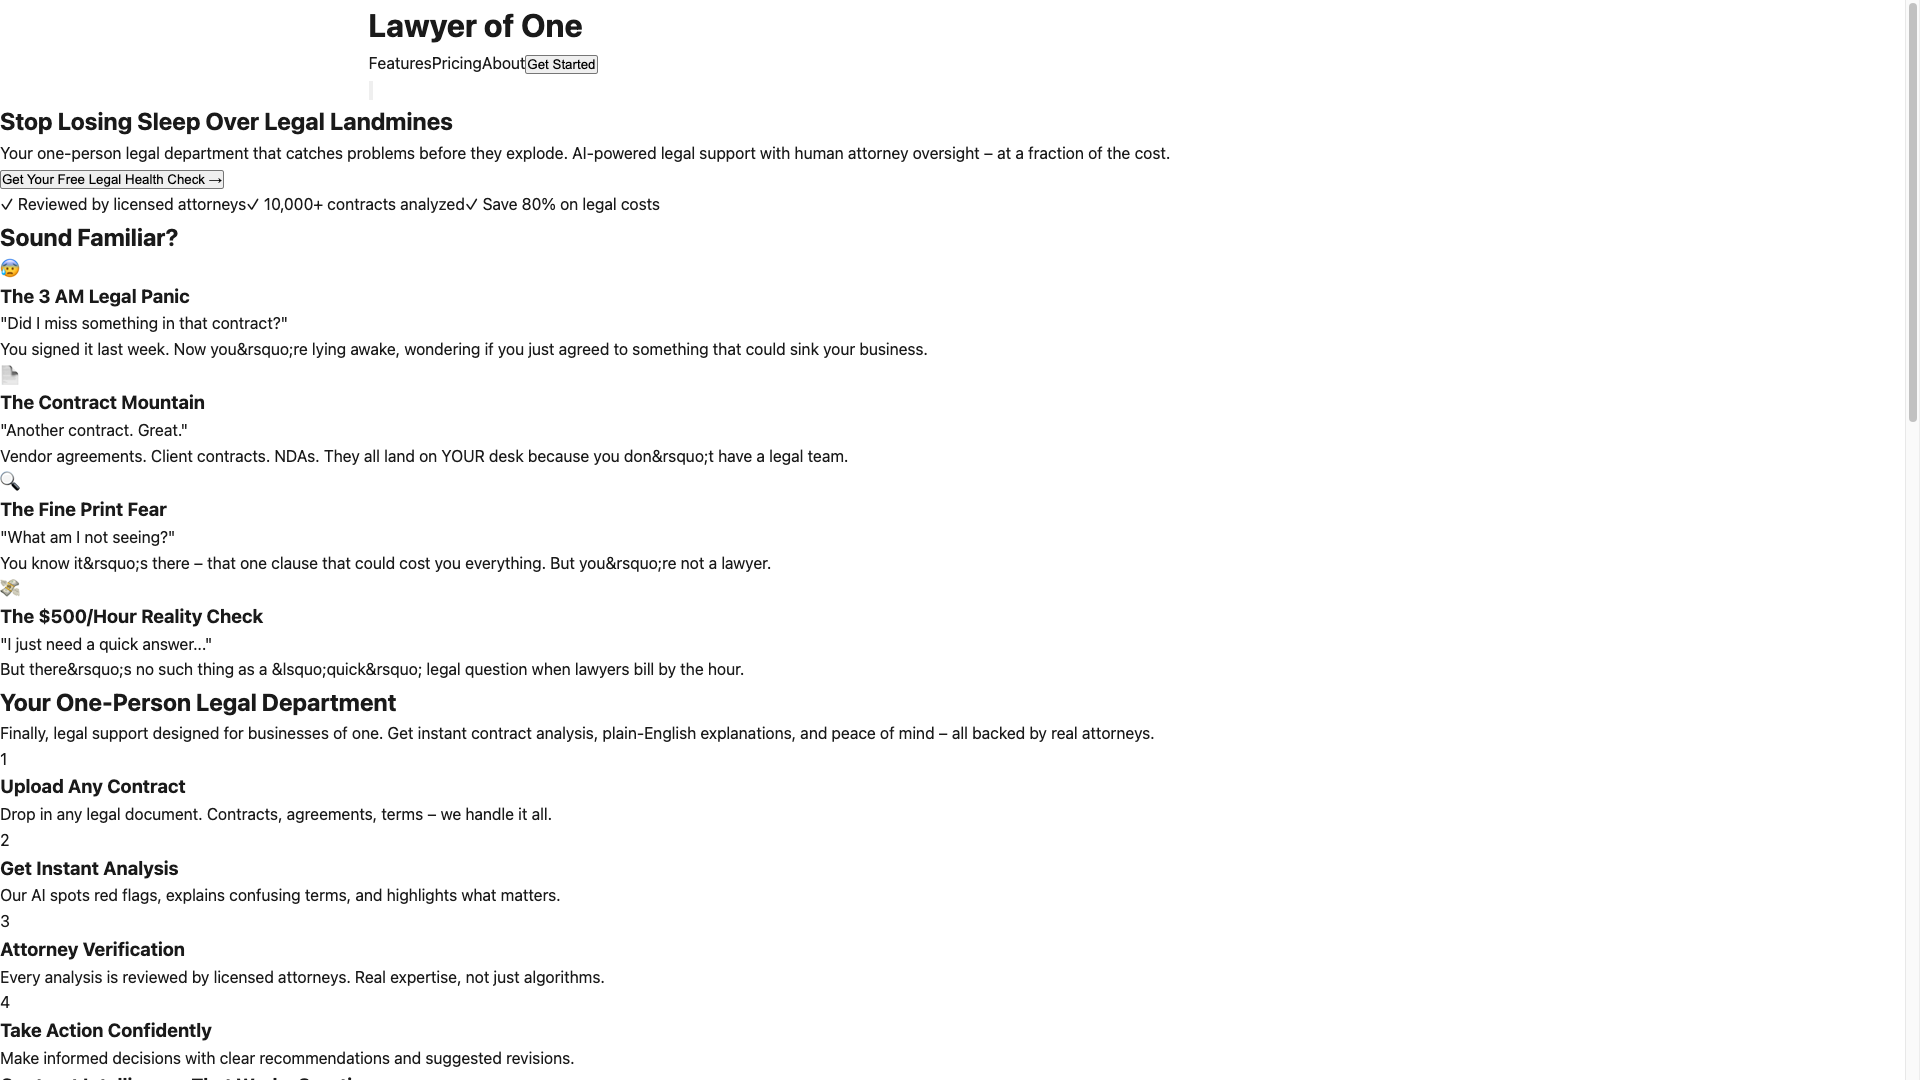 Lawyer of One
FeaturesPricingAboutGet Started
Stop Losing Sleep Over Legal Landmines
Your one-person legal department that catches problems before they explode. AI-powered legal support with human attorney oversight – at a fraction of the cost.
Get Your Free Legal Health Check →
✓ Reviewed by licensed attorneys✓ 10,000+ contracts analyzed✓ Save 80% on legal costs
Sound Familiar?
The 3 AM Legal Panic
"Did I miss something in that contract?"
You signed it last week. Now you&rsquo;re lying awake, wondering if you just agreed to something that could sink your business.
The Contract Mountain
"Another contract. Great."
Vendor agreements. Client contracts. NDAs. They all land on YOUR desk because you don&rsquo;t have a legal team.
The Fine Print Fear
"What am I not seeing?"
You know it&rsquo;s there – that one clause that could cost you everything. But you&rsquo;re not a lawyer.
The $500/Hour Reality Check
"I just need a quick answer..."
But there&rsquo;s no such thing as a &lsquo;quick&rsquo; legal question when lawyers bill by the hour.
Your One-Person Legal Department
Finally, legal support designed for businesses of one. Get instant contract analysis, plain-English explanations, and peace of mind – all backed by real attorneys.
1
Upload Any Contract
Drop in any legal document. Contracts, agreements, terms – we handle it all.
2
Get Instant Analysis
Our AI spots red flags, explains confusing terms, and highlights what matters.
3
Attorney Verification
Every analysis is reviewed by licensed attorneys. Real expertise, not just algorithms.
4
Take Action Confidently
Make informed decisions with clear recommendations and suggested revisions.